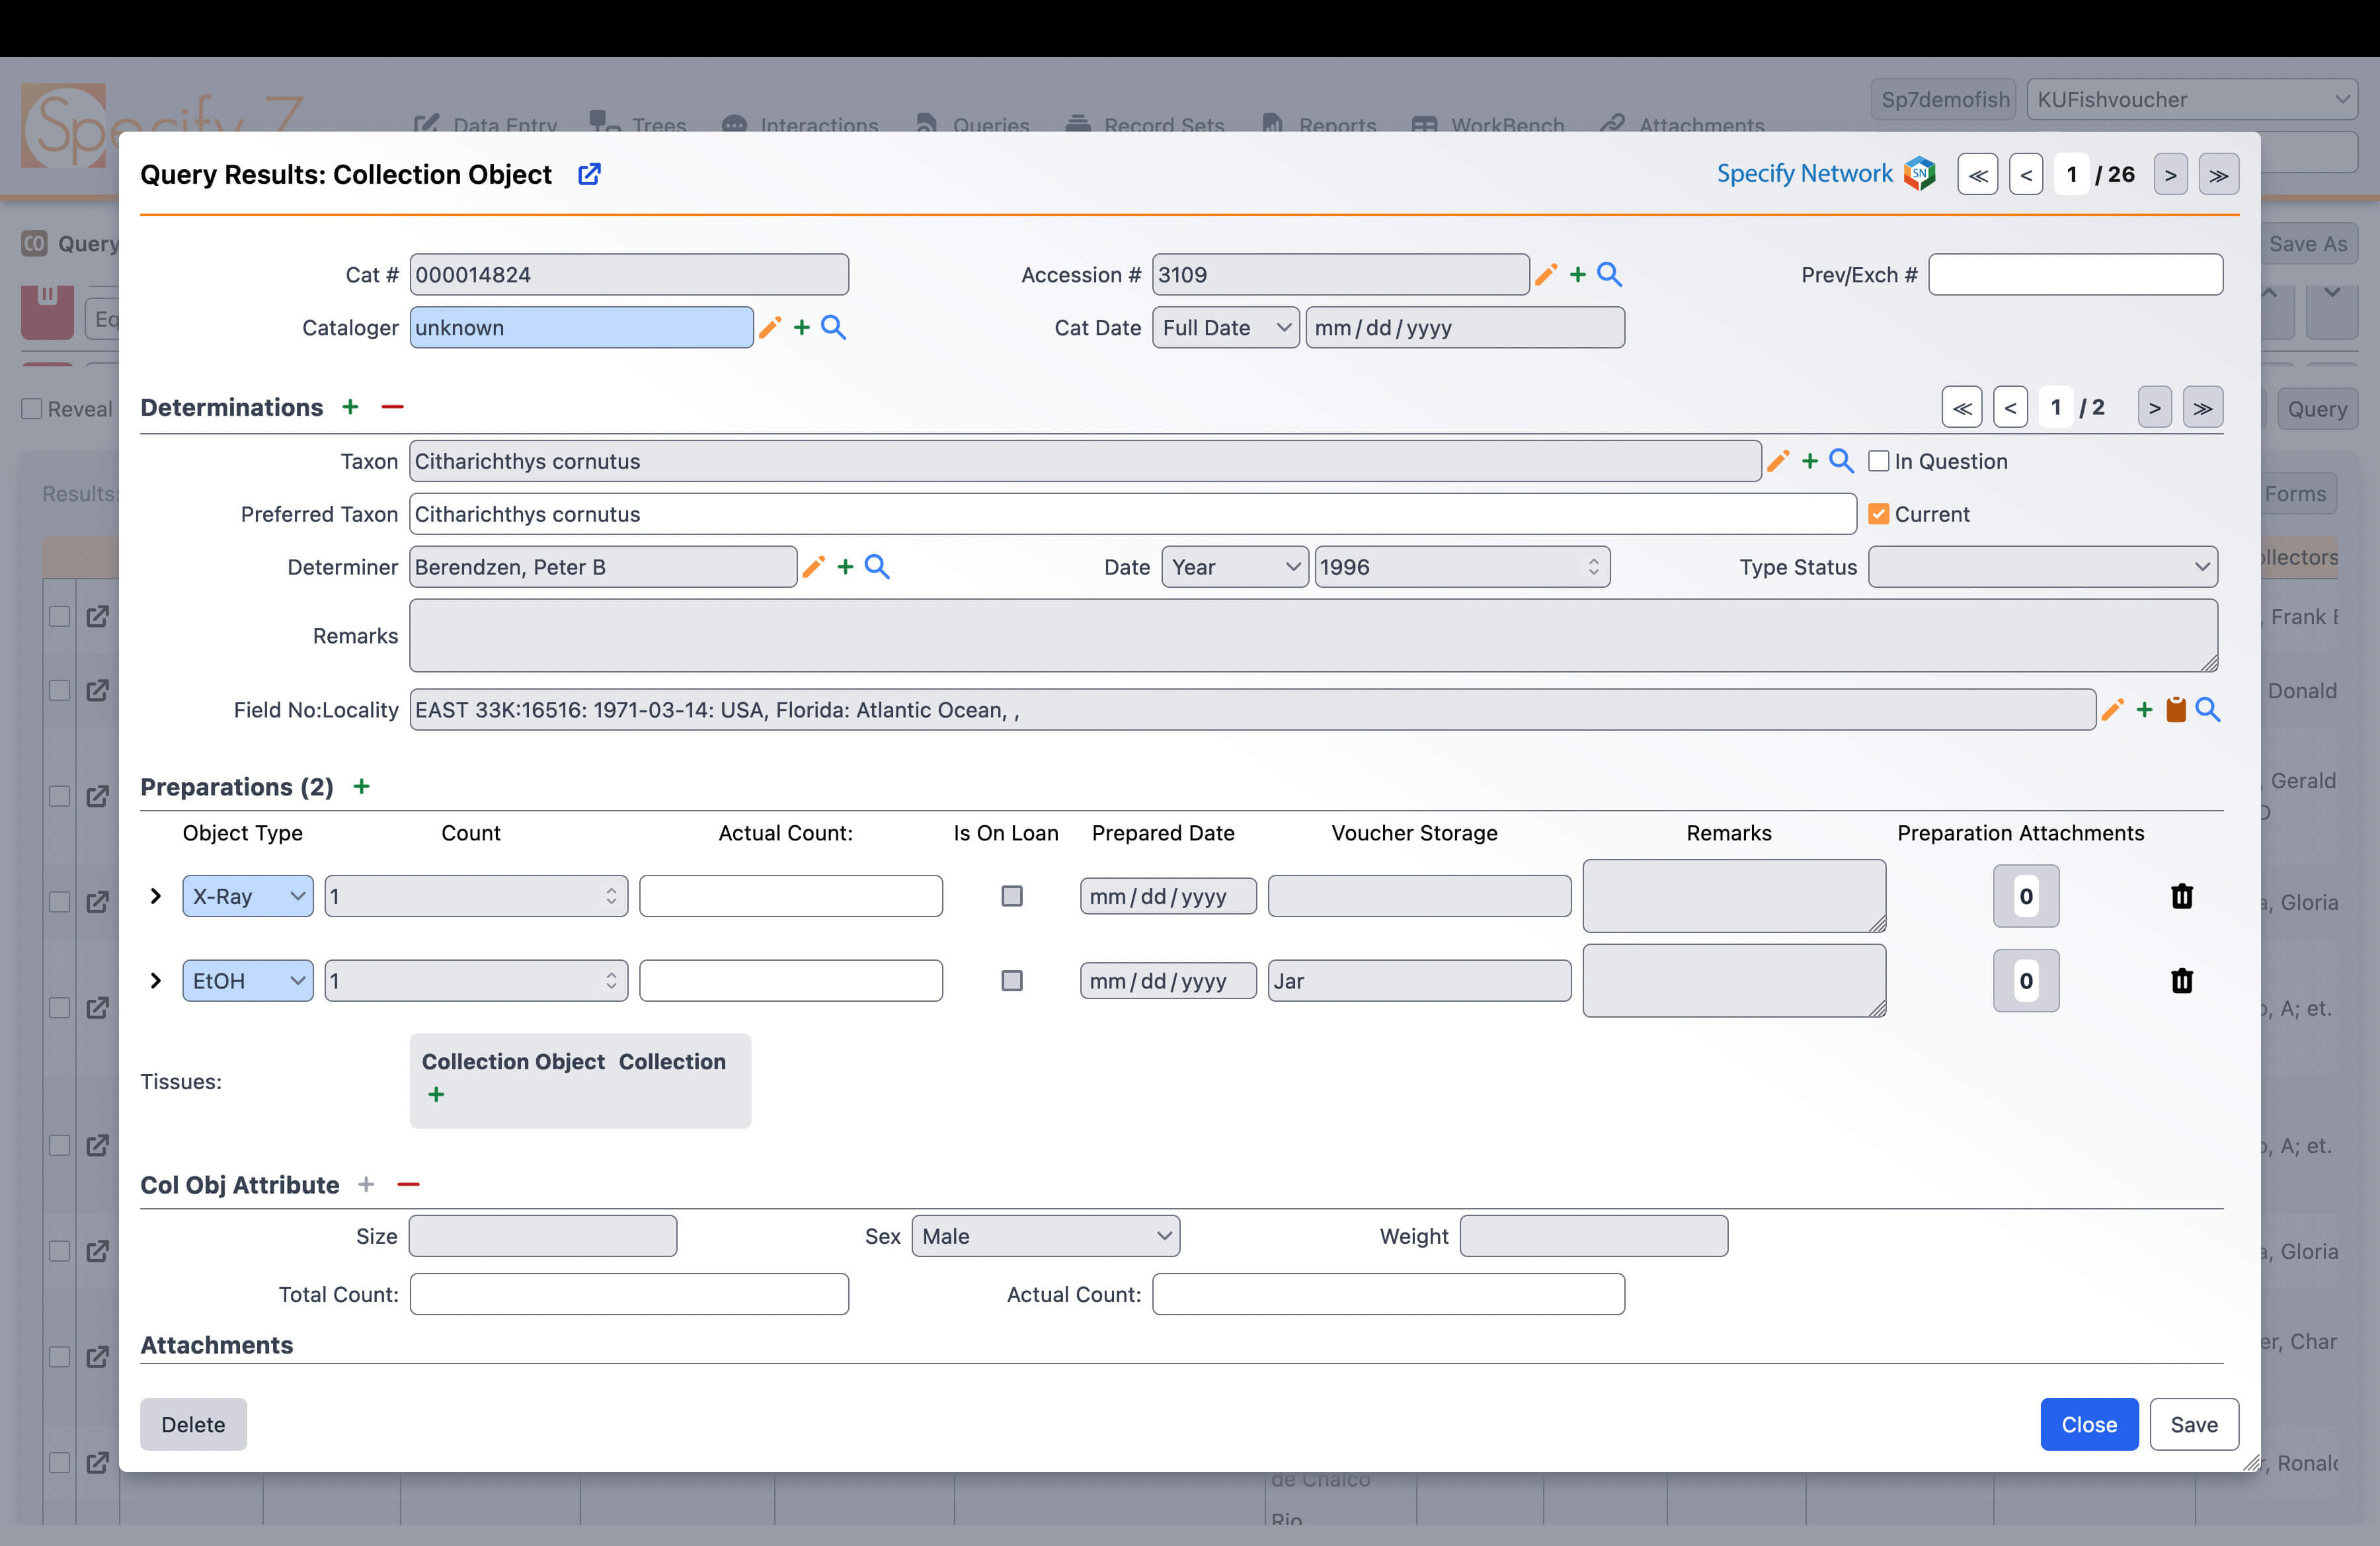 Specify 7
Data Entry Trees Interactions Queries Record Sets Reports WorkBench Attachments
Sp7demofish KUFishvoucher
Query Results: Collection Object Specify Network SN ≪ < 1 / 26 > ≫
CO Query Save As
Cat # 000014824 Accession # 3109 Prev/Exch #
Cataloger unknown Cat Date Full Date mm/dd/yyyy
Reveal Query
Determinations + — ≪ < 1 / 2 > ≫
Taxon Citharichthys cornutus In Question
Results: Forms
Preferred Taxon Citharichthys cornutus Current
Determiner Berendzen, Peter B Date Year 1996 Type Status
Remarks
, Frank
Donald
Field No:Locality EAST 33K:16516: 1971-03-14: USA, Florida: Atlantic Ocean, ,
, Gerald
Preparations (2) +
Object Type Count Actual Count: Is On Loan Prepared Date Voucher Storage Remarks Preparation Attachments
X-Ray 1 mm/dd/yyyy 0
, Gloria
EtOH 1 mm/dd/yyyy Jar 0
, A; et.
Collection Object Collection
Tissues:
+
, A; et.
Col Obj Attribute + —
Size Sex Male Weight
, Gloria
Total Count: Actual Count:
Attachments
, Char
Delete Close Save
, Ronald
de Chalco
Rio